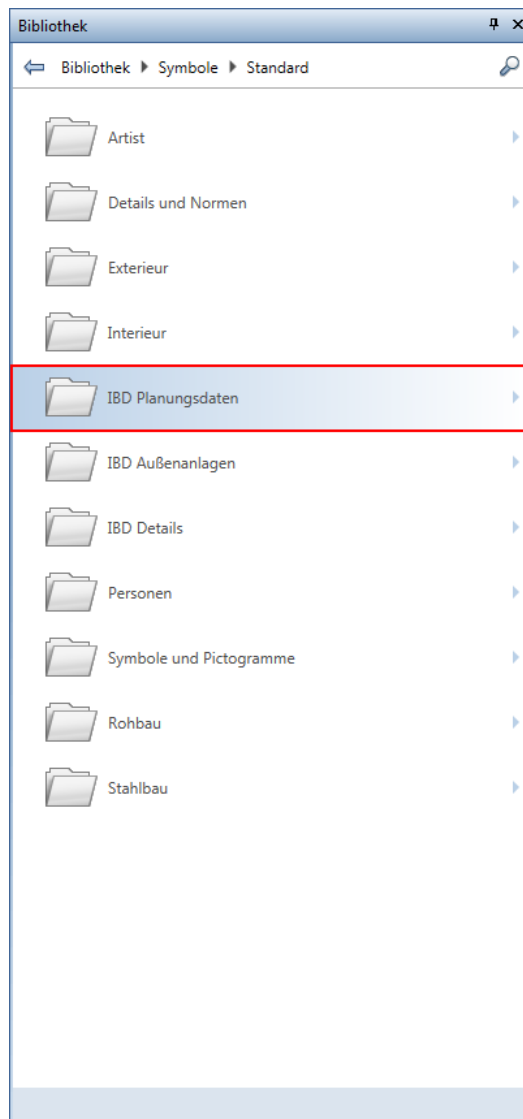 Bibliothek
Bibliothek Symbole Standard
Artist
Details und Normen
Exterieur
Interieur
IBD Planungsdaten
IBD Außenanlagen
IBD Details
Personen
Symbole und Pictogramme
Rohbau
Stahlbau